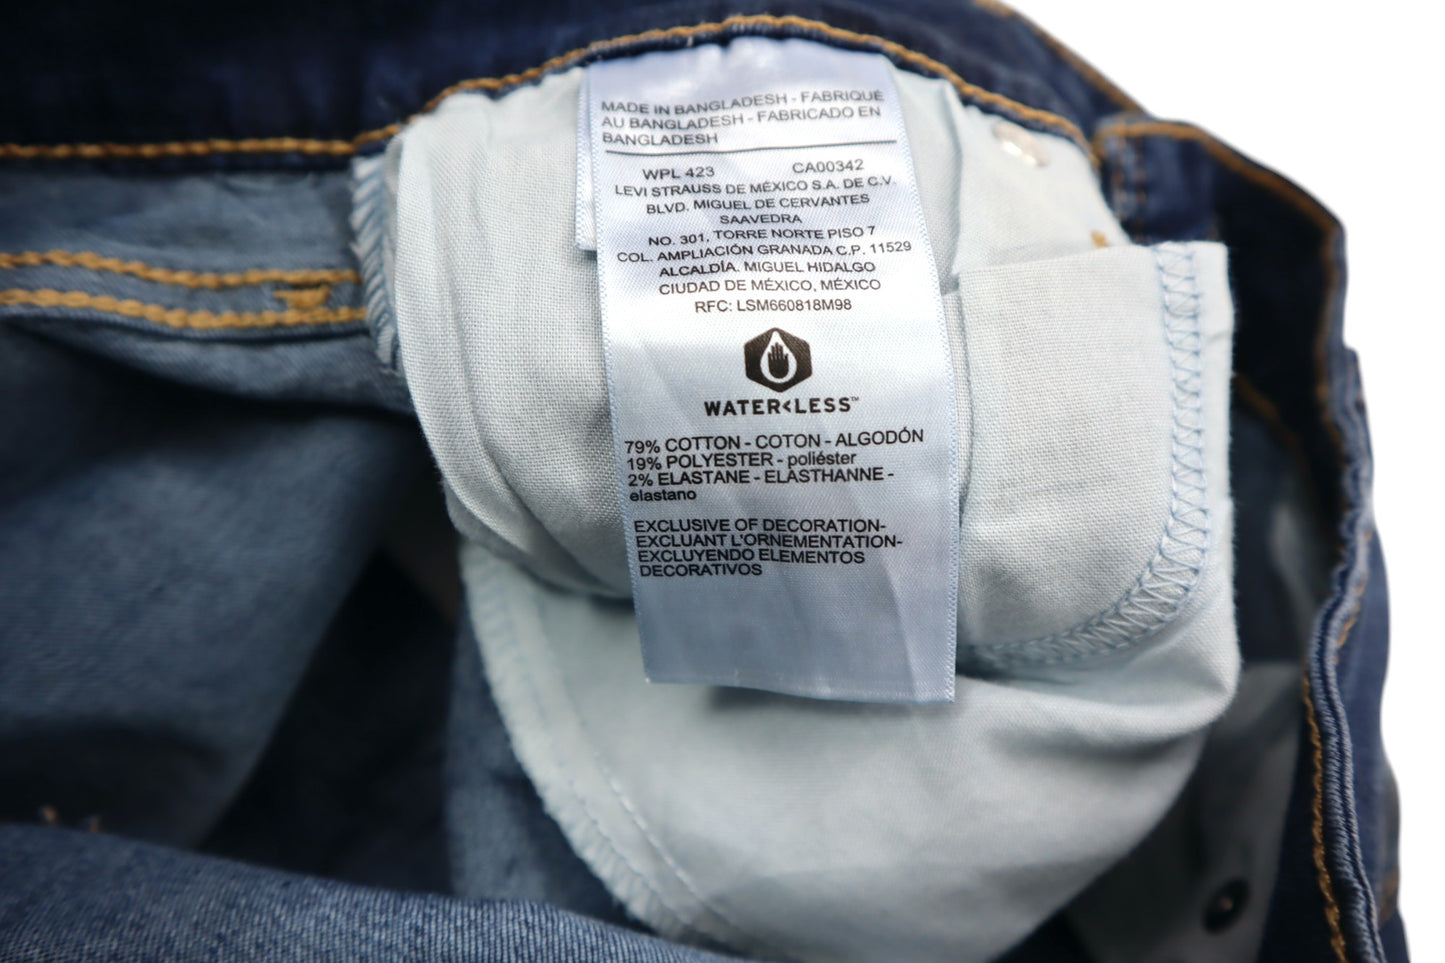 MADE IN BANGLADESH - FABRIQUÉ
AU BANGLADESH - FABRICADO EN
BANGLADESH
WPL 423 CA00342
LEVI STRAUSS DE MÉXICO S.A. DE C.V.
BLVD. MIGUEL DE CERVANTES
SAAVEDRA
NO. 301, TORRE NORTE PISO 7
COL. AMPLIACIÓN GRANADA C.P. 11529
ALCALDÍA. MIGUEL HIDALGO
CIUDAD DE MÉXICO, MÉXICO
RFC: LSM660818M98
WATER<LESS™
79% COTTON - COTON - ALGODÓN
19% POLYESTER - poliéster
2% ELASTANE - ELASTHANNE -
elastano
EXCLUSIVE OF DECORATION-
EXCLUANT L'ORNEMENTATION-
EXCLUYENDO ELEMENTOS
DECORATIVOS